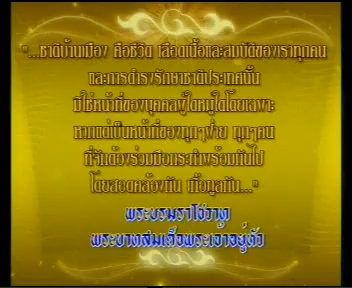 "...ชาติบ้านเมือง คือชีวิต เลือดเนื้อและสมบัติของเราทุกคน
และการดำรงรักษาชาติประเทศนั้น
มิใช่หน้าที่ของบุคคลผู้ใดหมู่ใดโดยเฉพาะ
หากแต่เป็นหน้าที่ของทุกๆฝ่าย ทุกๆคน
ที่จักต้องร่วมมือกระทำพร้อมกันไป
โดยสอดคล้องกัน เกื้อกูลกัน..."
พระบรมราโชวาท
พระบาทสมเด็จพระเจ้าอยู่หัว